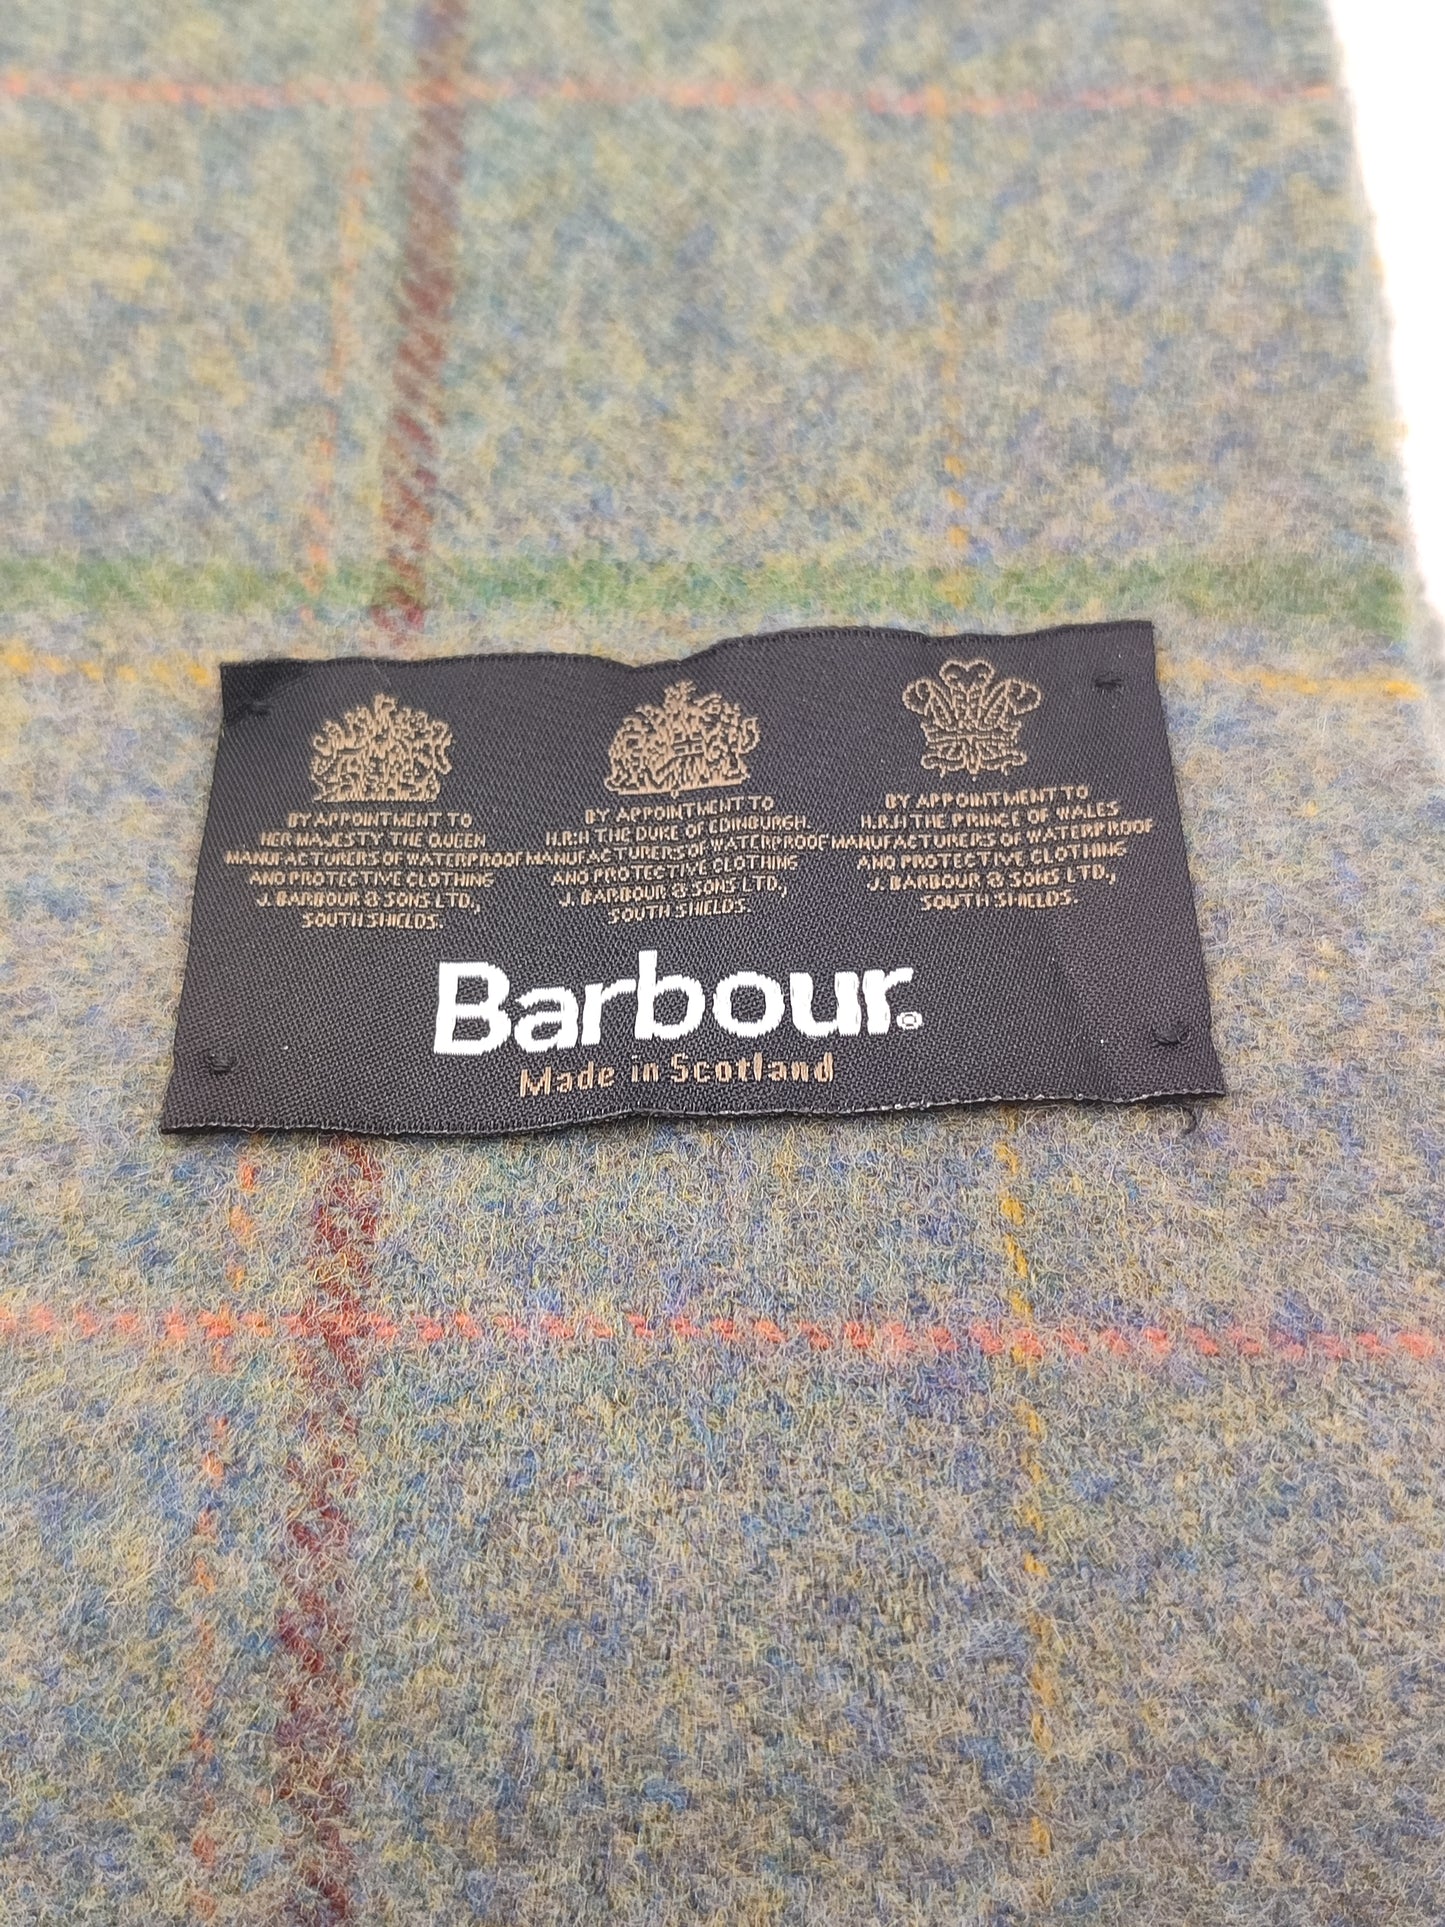 BY APPOINTMENT TO
HER MAJESTY THE QUEEN
MANUFACTURERS OF WATERPROOF
AND PROTECTIVE CLOTHING
J. BARBOUR & SONS LTD.,
SOUTH SHIELDS.
BY APPOINTMENT TO
H.R.H THE DUKE OF EDINBURGH.
MANUFACTURERS OF WATERPROOF
AND PROTECTIVE CLOTHING
J. BARBOUR & SONS LTD.,
SOUTH SHIELDS.
BY APPOINTMENT TO
H.R.H THE PRINCE OF WALES
MANUFACTURERS OF WATERPROOF
AND PROTECTIVE CLOTHING
J. BARBOUR & SONS LTD.,
SOUTH SHIELDS.
Barbour®
Made in Scotland